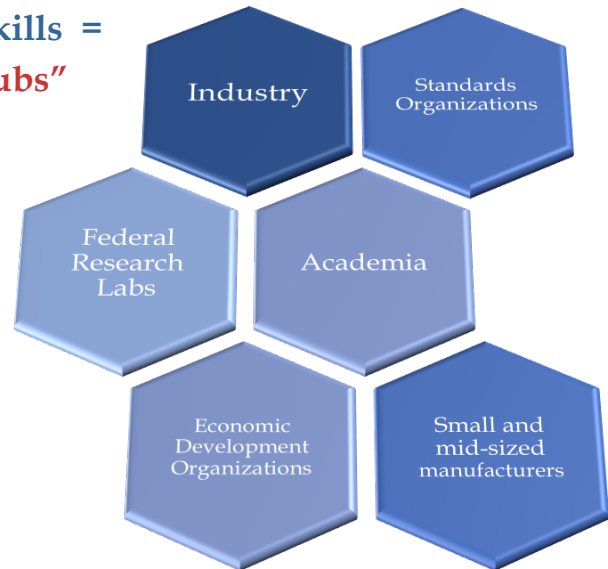 kills =
ubs”
Industry
Standards
Organizations
Federal
Research
Labs
Academia
Economic
Development
Organizations
Small and
mid-sized
manufacturers